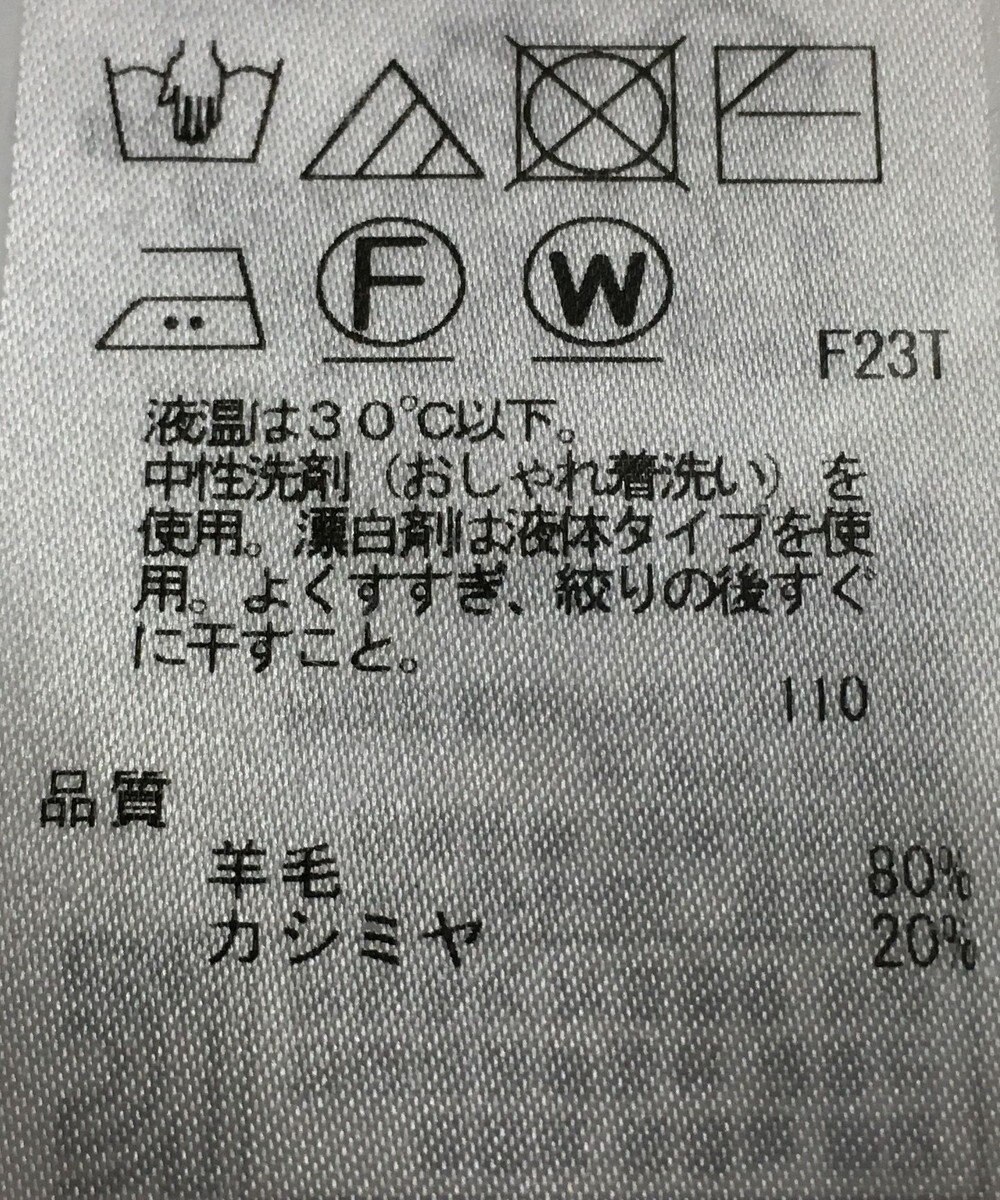 F W
F23T
液温は30℃以下。
中性洗剤（おしゃれ着洗い）を
使用。漂白剤は液体タイプを使
用。よくすすぎ、絞りの後すぐ
に干すこと。
110
品質
羊毛 80%
カシミヤ 20%